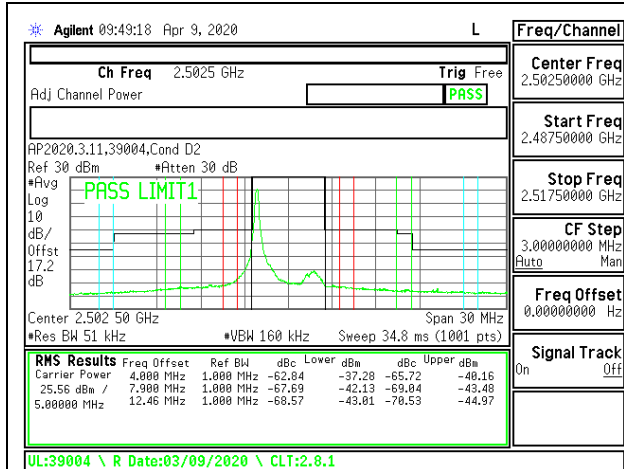 Agilent 09:49:18 Apr 9, 2020 L
Freq/Channel
Ch Freq 2.5025 GHz Trig Free
Adj Channel Power PASS
Center Freq
2.50250000 GHz
Start Freq
2.48750000 GHz
Stop Freq
2.51750000 GHz
CF Step
3.00000000 MHz
Auto Man
Freq Offset
0.00000000 Hz
Signal Track
On Off
AP2020.3.11,39004,Cond D2
Ref 30 dBm #Atten 30 dB
#Avg
Log
10
dB/
Offst
17.2
dB
PASS LIMIT1
Center 2.502 50 GHz Span 30 MHz
#Res BW 51 kHz #VBW 160 kHz Sweep 34.8 ms (1001 pts)
RMS Results Freq Offset Ref BW dBc Lower dBm dBc Upper dBm
Carrier Power 4.000 MHz 1.000 MHz -62.84 -37.28 -65.72 -40.16
25.56 dBm / 7.900 MHz 1.000 MHz -67.69 -42.13 -69.04 -43.48
5.00000 MHz 12.46 MHz 1.000 MHz -68.57 -43.01 -70.53 -44.97
UL:39004 \ R Date:03/09/2020 \ CLT:2.8.1